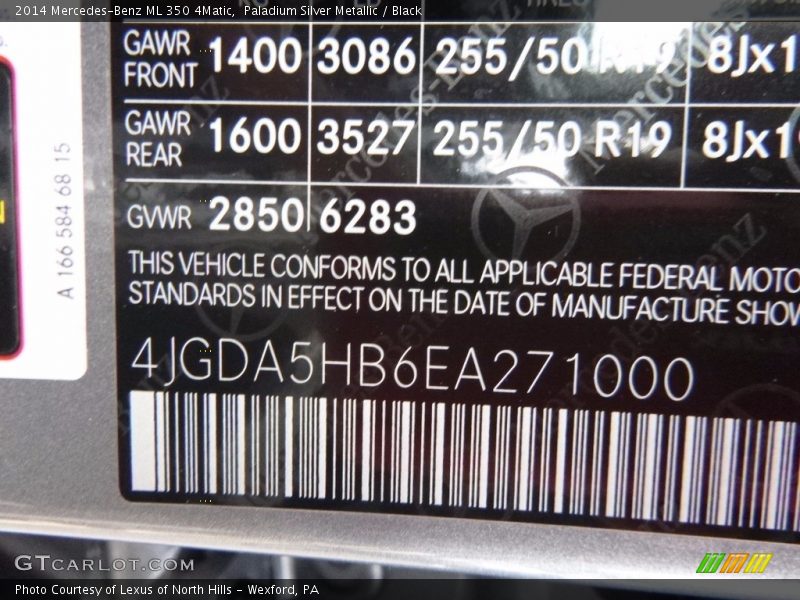 2014 Mercedes-Benz ML 350 4Matic, Paladium Silver Metallic / Black
GAWR FRONT 1400 3086 255/50 R19 8Jx1
GAWR REAR 1600 3527 255/50 R19 8Jx1
GVWR 2850 6283
THIS VEHICLE CONFORMS TO ALL APPLICABLE FEDERAL MOTO
STANDARDS IN EFFECT ON THE DATE OF MANUFACTURE SHOW
4JGDA5HB6EA271000
A 166 584 68 15
GTCARLOT.COM
Photo Courtesy of Lexus of North Hills - Wexford, PA